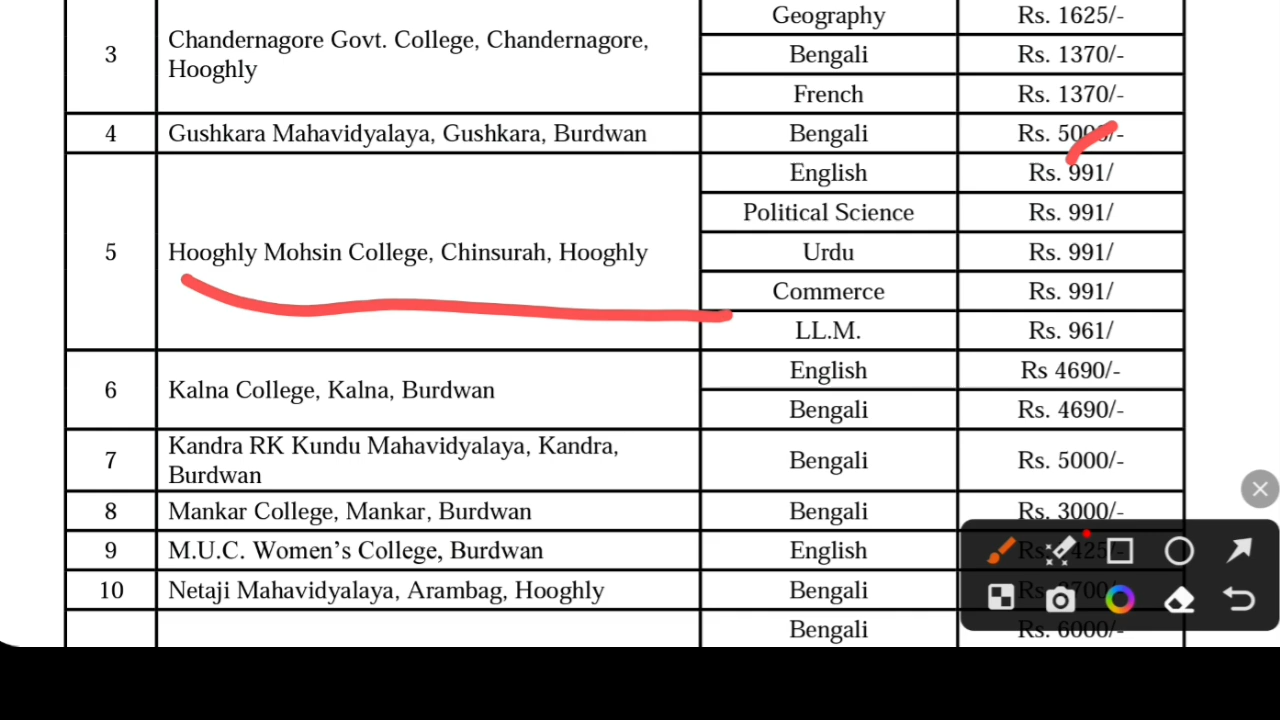 Geography Rs. 1625/-
3 Chandernagore Govt. College, Chandernagore,
Hooghly
Bengali Rs. 1370/-
French Rs. 1370/-
4 Gushkara Mahavidyalaya, Gushkara, Burdwan Bengali Rs.
English Rs. 991/
Political Science Rs. 991/
5 Hooghly Mohsin College, Chinsurah, Hooghly Urdu Rs. 991/
Commerce Rs. 991/
LL.M. Rs. 961/
6 Kalna College, Kalna, Burdwan
English Rs 4690/-
Bengali Rs. 4690/-
7 Kandra RK Kundu Mahavidyalaya, Kandra,
Burdwan
Bengali Rs. 5000/-
8 Mankar College, Mankar, Burdwan Bengali Rs. 3000/-
9 M.U.C. Women's College, Burdwan English
10 Netaji Mahavidyalaya, Arambag, Hooghly Bengali
Bengali Rs. 6000/-